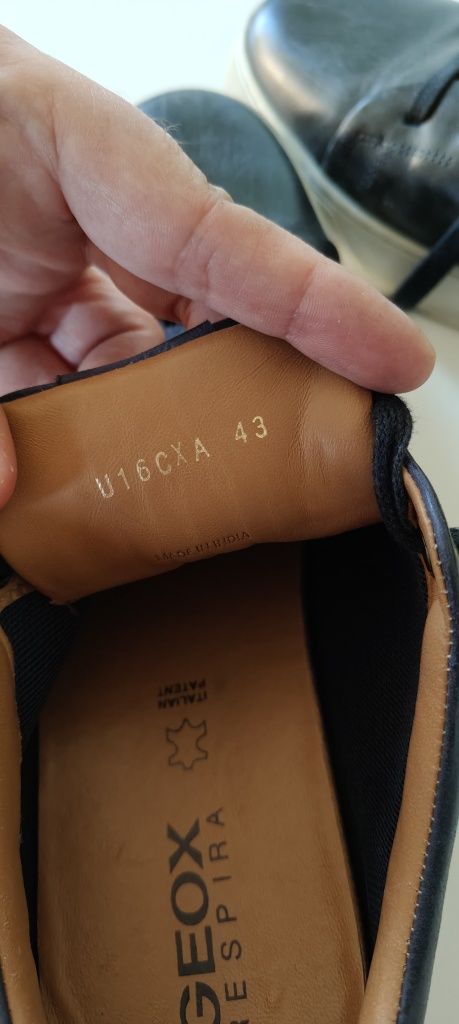 U16CXA 43
MADE IN INDIA
ITALIAN
PATENT
GEOX
RESPIRA